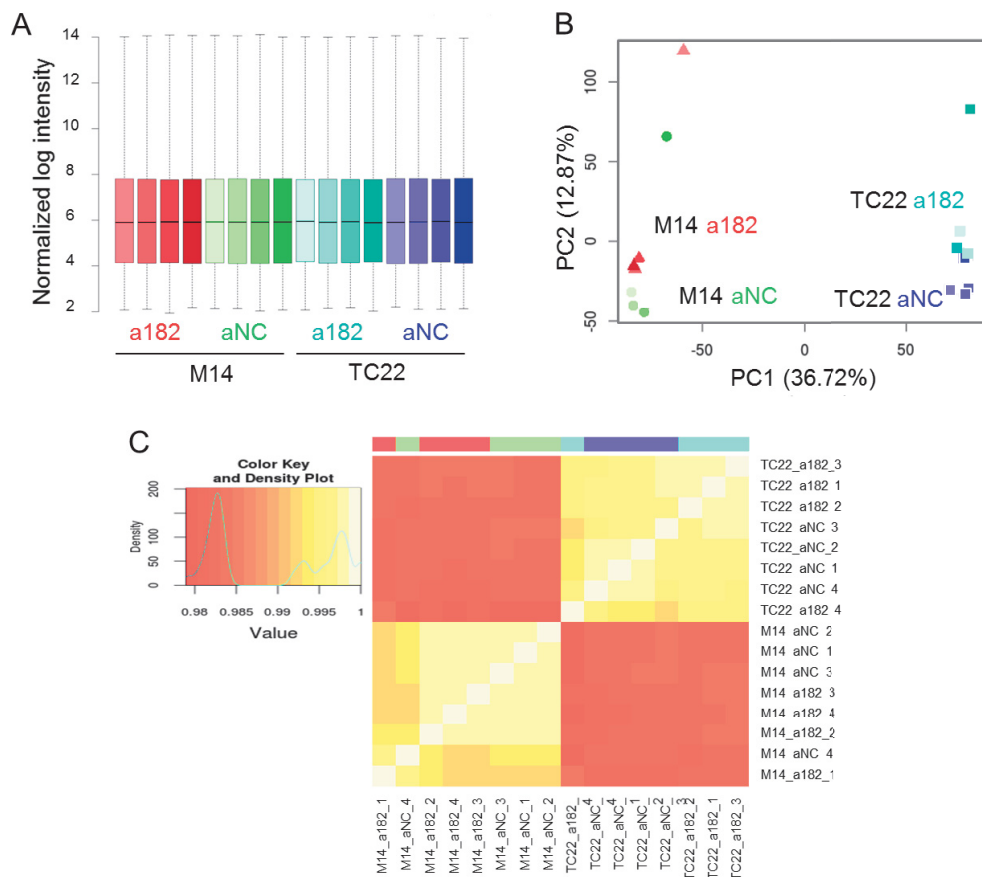 A
Normalized log intensity
14
12
10
8
6
4
2
a182 aNC a182 aNC
M14 TC22
B
PC2 (12.87%)
100
50
0
-50
M14 a182
M14 aNC
TC22 a182
TC22 aNC
-50 0 50
PC1 (36.72%)
C
Color Key
and Density Plot
Density
200
150
100
50
0
0.98 0.985 0.99 0.995 1
Value
TC22_a182_3
TC22 a182 1
TC22 a182 2
TC22 aNC 3
TC22_aNC_2
TC22 aNC 1
TC22 aNC 4
TC22 a182 4
M14 aNC 2
M14 aNC 1
M14 aNC 3
M14 a182 3
M14 a182 4
M14_a182_2
M14 aNC 4
M14_a182_1
M14_a182_1
M14_aNC_4
M14_a182_2
M14_a182_4
M14_a182_3
M14_aNC_3
M14_aNC_1
M14_aNC_2
TC22_a182_4
TC22_aNC_4
TC22_aNC_1
TC22_aNC_2
TC22_aNC_3
TC22_a182_2
TC22_a182_1
TC22_a182_3